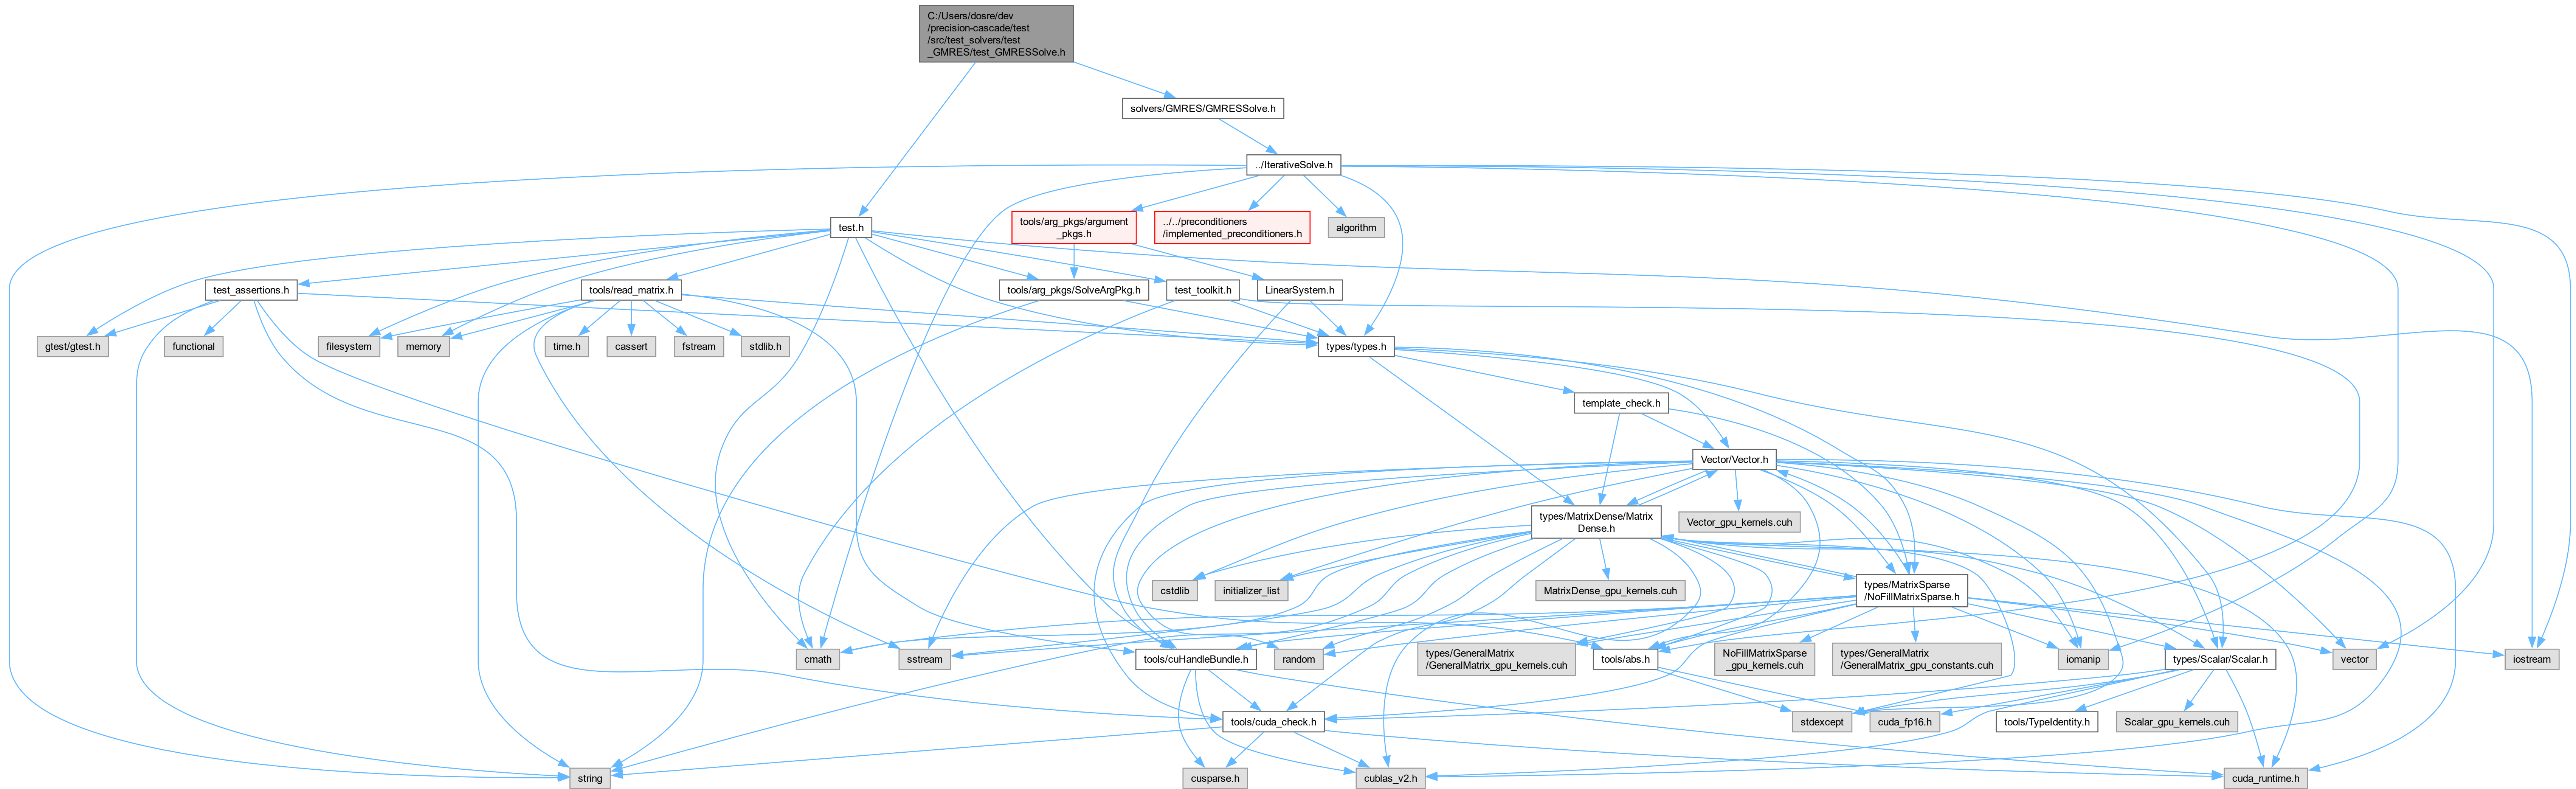 C:/Users/dosre/dev
/precision-cascade/test
/src/test_solvers/test
_GMRES/test_GMRESSolve.h
solvers/GMRES/GMRESSolve.h
../IterativeSolve.h
test.h
tools/arg_pkgs/argument
_pkgs.h
../../preconditioners
/implemented_preconditioners.h
algorithm
test_assertions.h
tools/read_matrix.h
tools/arg_pkgs/SolveArgPkg.h
test_toolkit.h
LinearSystem.h
gtest/gtest.h
functional
filesystem
memory
time.h
cassert
fstream
stdlib.h
types/types.h
template_check.h
Vector/Vector.h
types/MatrixDense/Matrix
Dense.h
Vector_gpu_kernels.cuh
cstdlib
initializer_list
MatrixDense_gpu_kernels.cuh
types/MatrixSparse
/NoFillMatrixSparse.h
cmath
sstream
tools/cuHandleBundle.h
random
types/GeneralMatrix
/GeneralMatrix_gpu_kernels.cuh
tools/abs.h
NoFillMatrixSparse
_gpu_kernels.cuh
types/GeneralMatrix
/GeneralMatrix_gpu_constants.cuh
iomanip
types/Scalar/Scalar.h
vector
iostream
tools/cuda_check.h
stdexcept
cuda_fp16.h
tools/TypeIdentity.h
Scalar_gpu_kernels.cuh
string
cusparse.h
cublas_v2.h
cuda_runtime.h